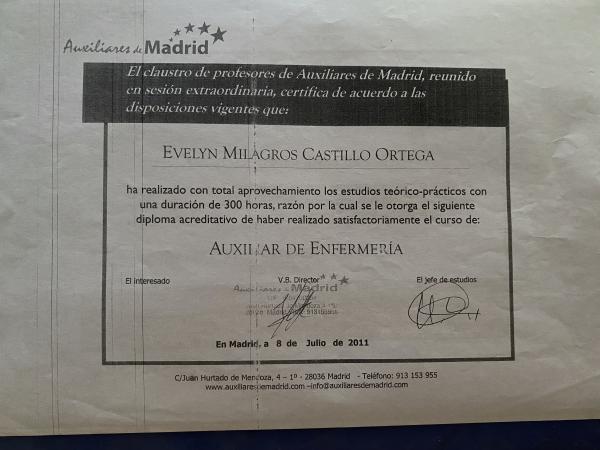 Auxiliares de Madrid
El claustro de profesores de Auxiliares de Madrid, reunido
en sesión extraordinaria, certifica de acuerdo a las
disposiciones vigentes que:
EVELYN MILAGROS CASTILLO ORTEGA
ha realizado con total aprovechamiento los estudios teórico-prácticos con
una duración de 300 horas, razón por la cual se le otorga el siguiente
diploma acreditativo de haber realizado satisfactoriamente el curso de:
AUXILIAR DE ENFERMERÍA
El interesado V.B. Director El jefe de estudios
Auxiliares de Madrid
En Madrid, a 8 de Julio de 2011
C/Juan Hurtado de Mendoza, 4 – 1º - 28036 Madrid - Teléfono: 913 153 955
www.auxiliaresdemadrid.com –info@auxiliaresdemadrid.com